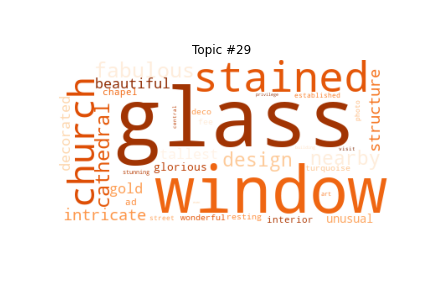 Topic #29
fabulous
stained
beautiful
chapel
privilege
established
glass
church
cathedral
decorated
structure
central
deco
photo
visit
design
nearby
glorious
turquoise
stunning
gold
window
ad
art
intricate
street
wonderful
resting
interior
unusual